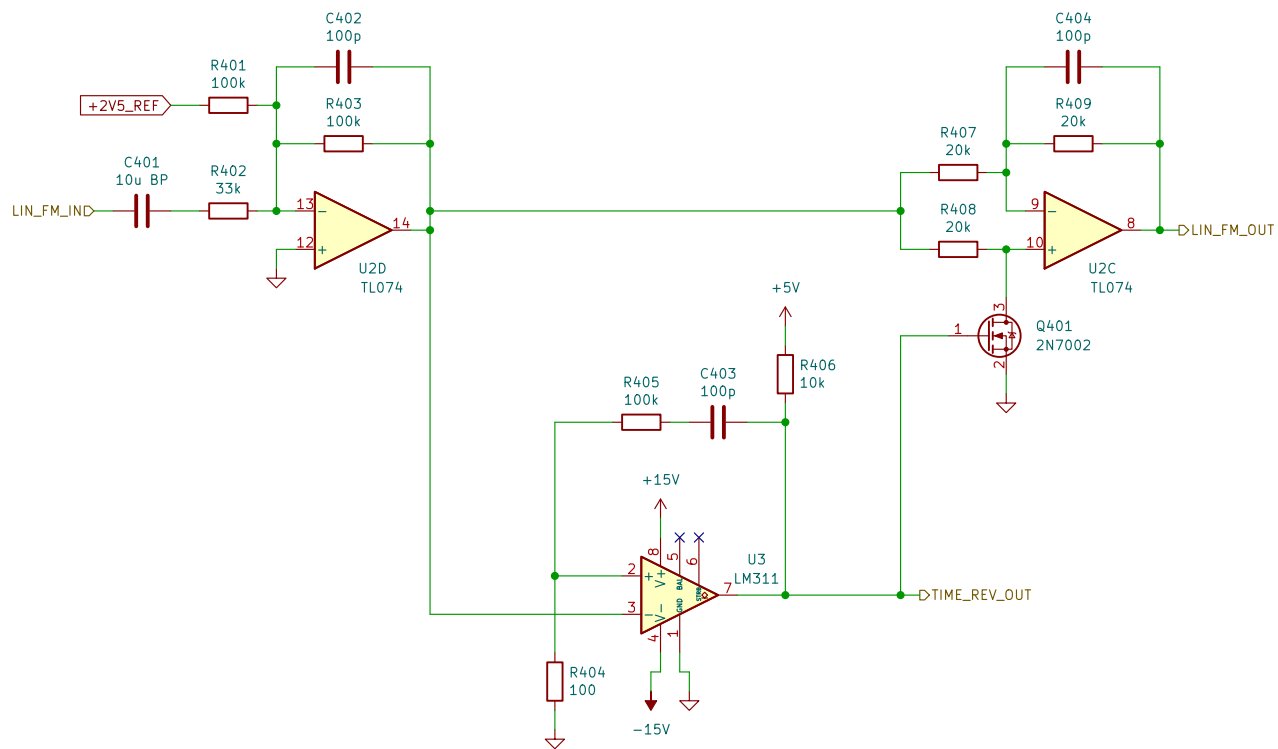 C402
100p
C404
100p
R401
100k
+2V5_REF
R403
100k
R409
20k
R407
20k
C401
10u BP
R402
33k
LIN_FM_IN
13
-
12
+
14
U2D
TL074
R408
20k
9
-
10
+
8
LIN_FM_OUT
U2C
TL074
+5V
3
1
2
Q401
2N7002
R406
10k
R405
100k
C403
100p
+15V
8
5
6
U3
LM311
2
+
3
-
V+
V-
BAL
STRB
GND
7
4
1
TIME_REV_OUT
R404
100
-15V